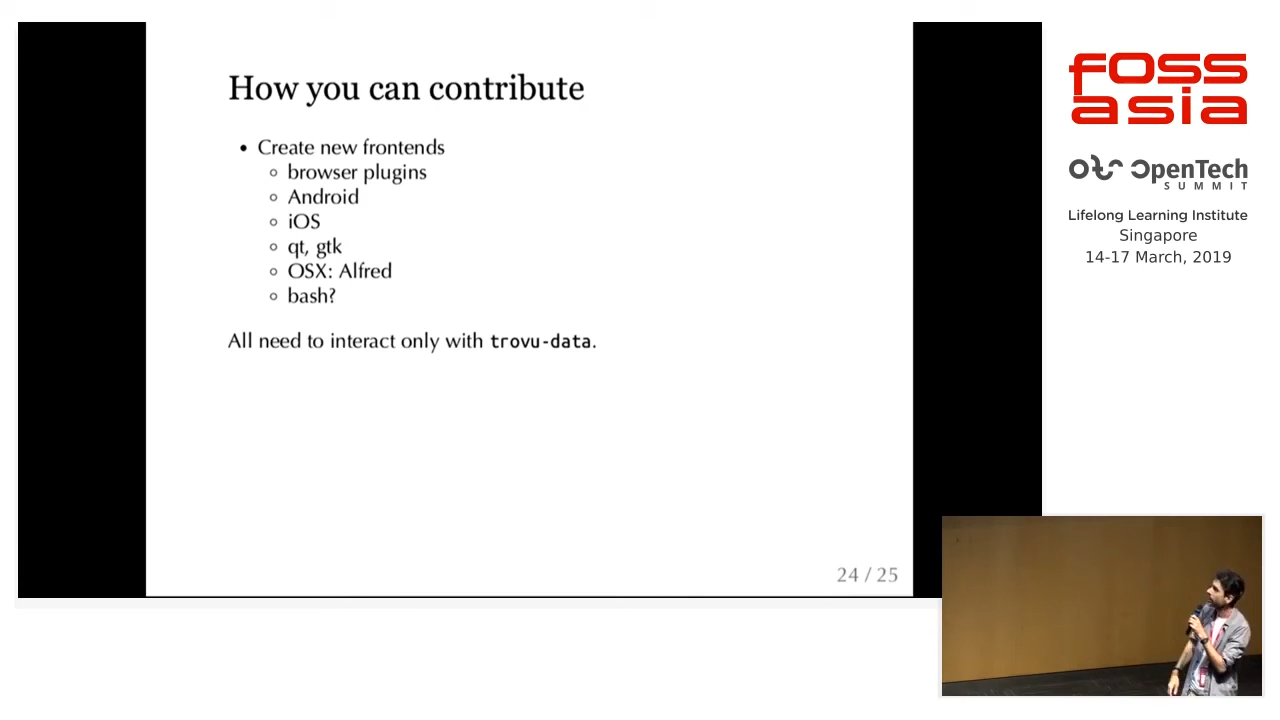 How you can contribute
• Create new frontends
◦ browser plugins
◦ Android
◦ iOS
◦ qt, gtk
◦ OSX: Alfred
◦ bash?
All need to interact only with trovu-data.
24 / 25
fOSS
asia
OpenTech
SUMMIT
Lifelong Learning Institute
Singapore
14-17 March, 2019